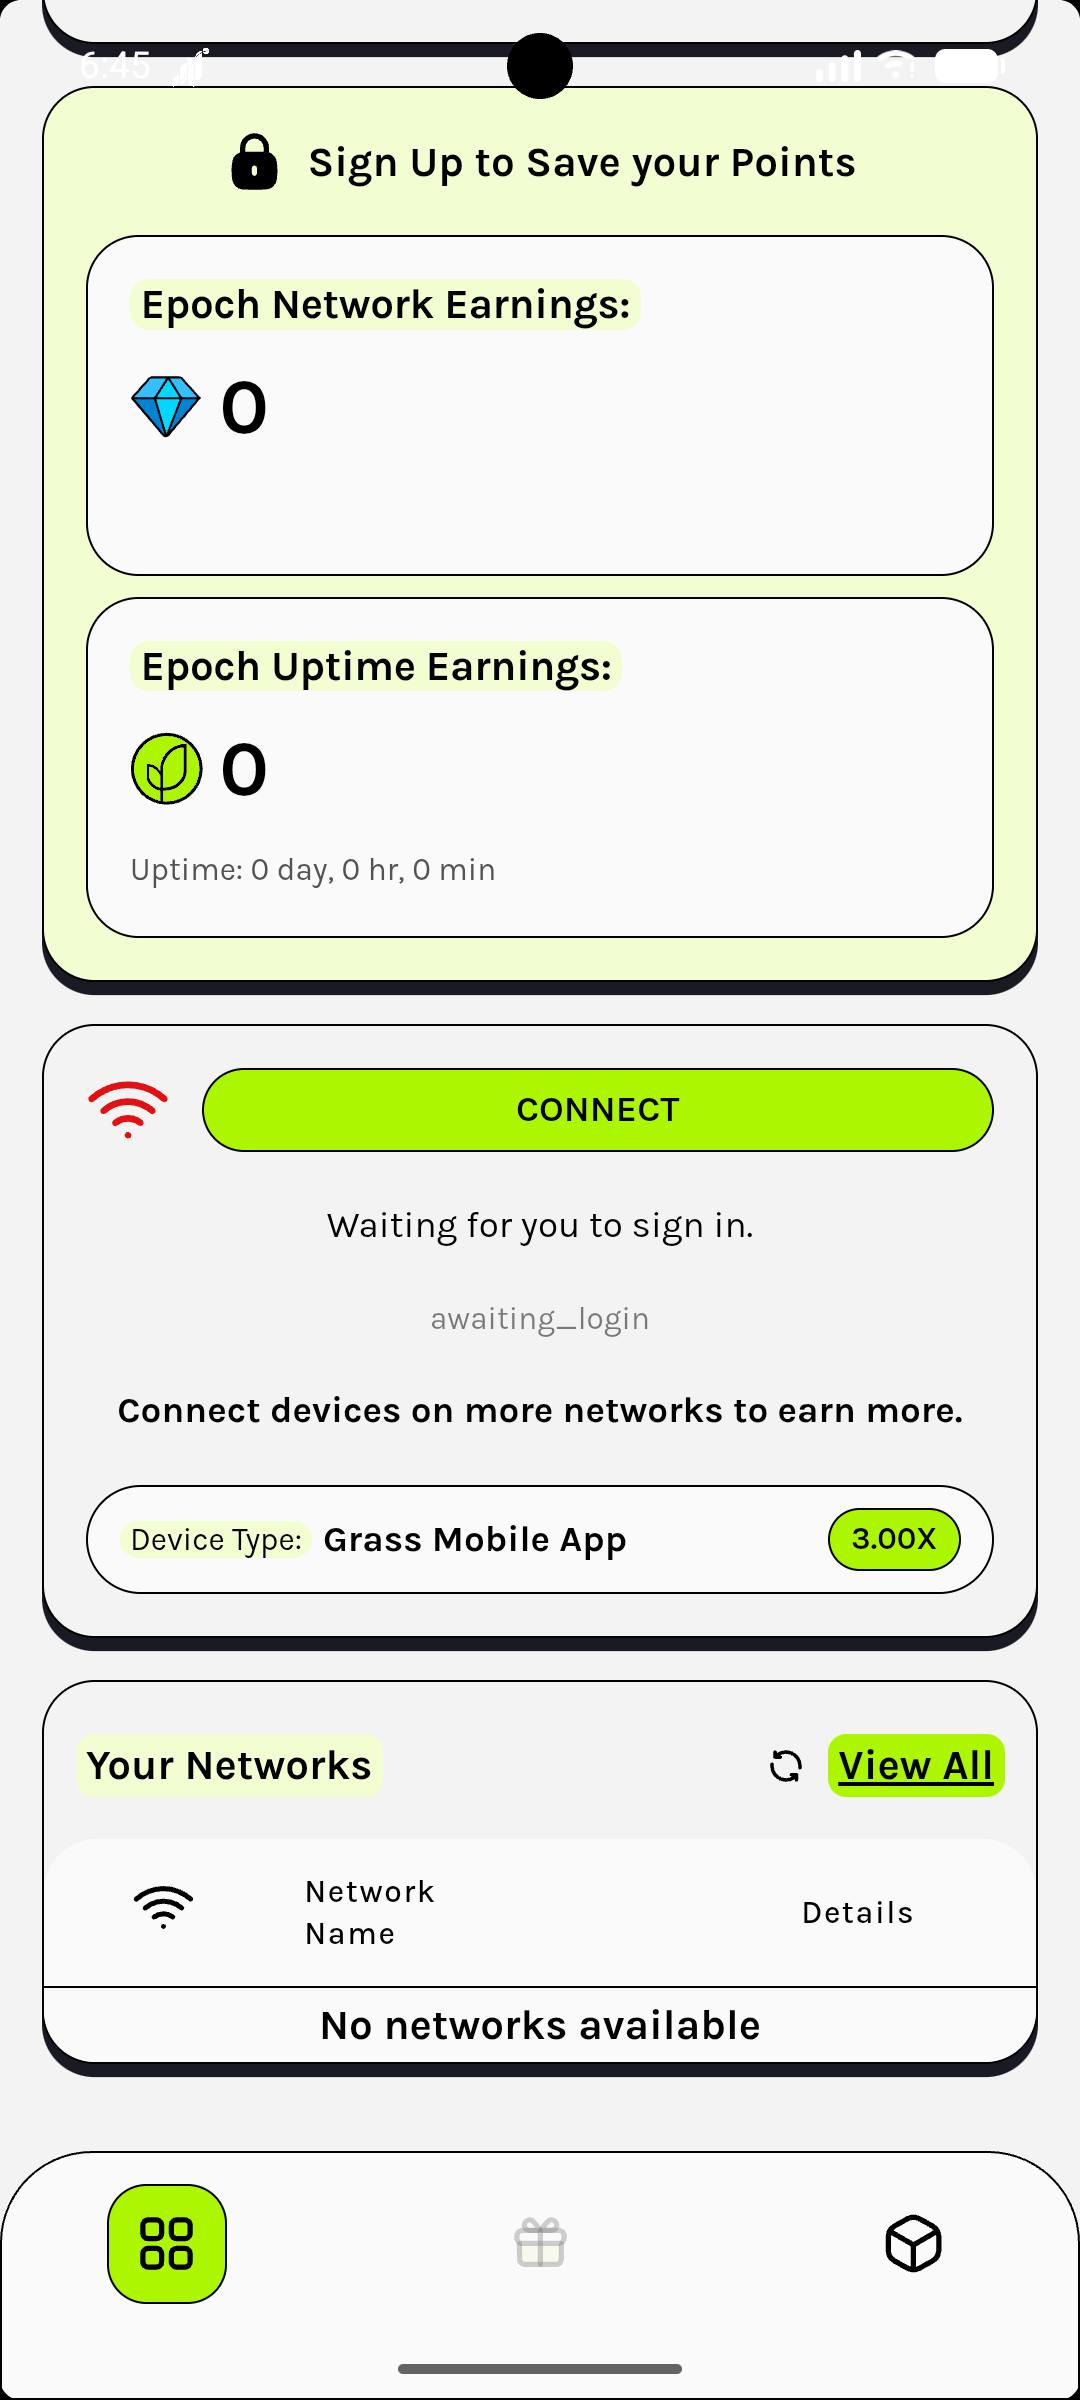 6:45
Sign Up to Save your Points
Epoch Network Earnings:
0
Epoch Uptime Earnings:
0
Uptime: 0 day, 0 hr, 0 min
CONNECT
Waiting for you to sign in.
awaiting_login
Connect devices on more networks to earn more.
Device Type: Grass Mobile App 3.00X
Your Networks View All
Network
Name
Details
No networks available